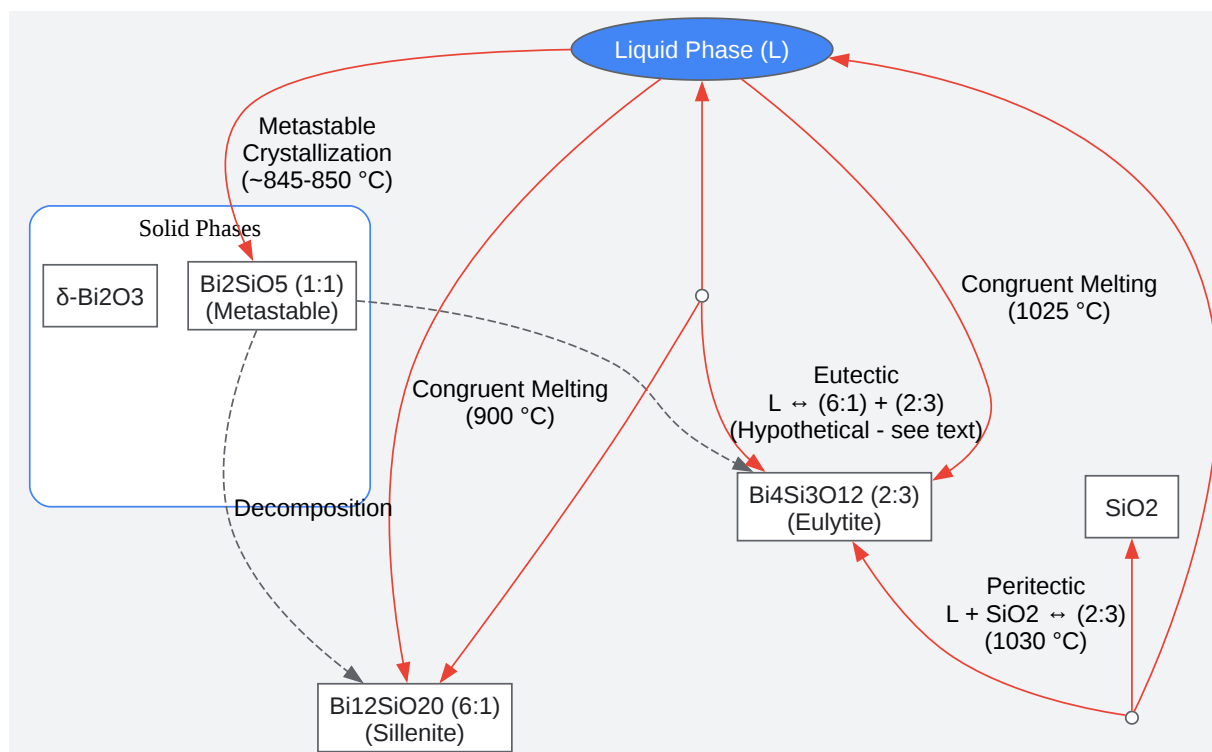 Liquid Phase (L)
Metastable
Crystallization
(~845-850 °C)
Solid Phases
δ-Bi2O3
Bi2SiO5 (1:1)
(Metastable)
Congruent Melting
(1025 °C)
Congruent Melting
(900 °C)
Eutectic
L ↔ (6:1) + (2:3)
(Hypothetical - see text)
Decomposition
Bi4Si3O12 (2:3)
(Eulytite)
SiO2
Peritectic
L + SiO2 ↔ (2:3)
(1030 °C)
Bi12SiO20 (6:1)
(Sillenite)